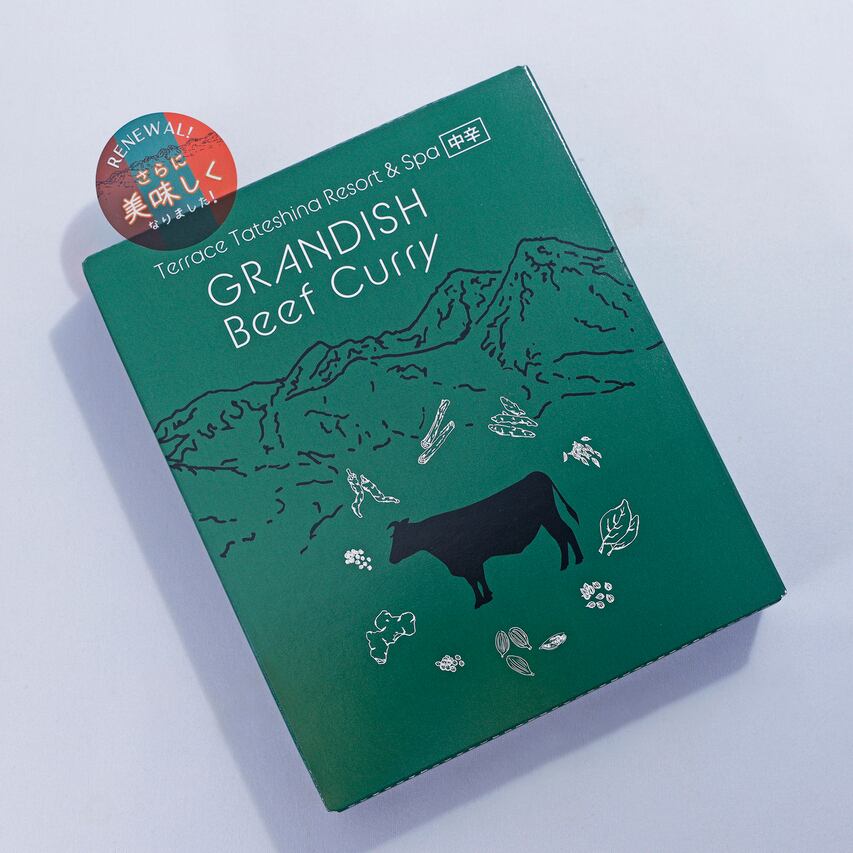 RENEWAL!
さらに
美味しく
なりました!
Terrace Tateshina Resort & Spa 中辛
GRANDISH
Beef Curry